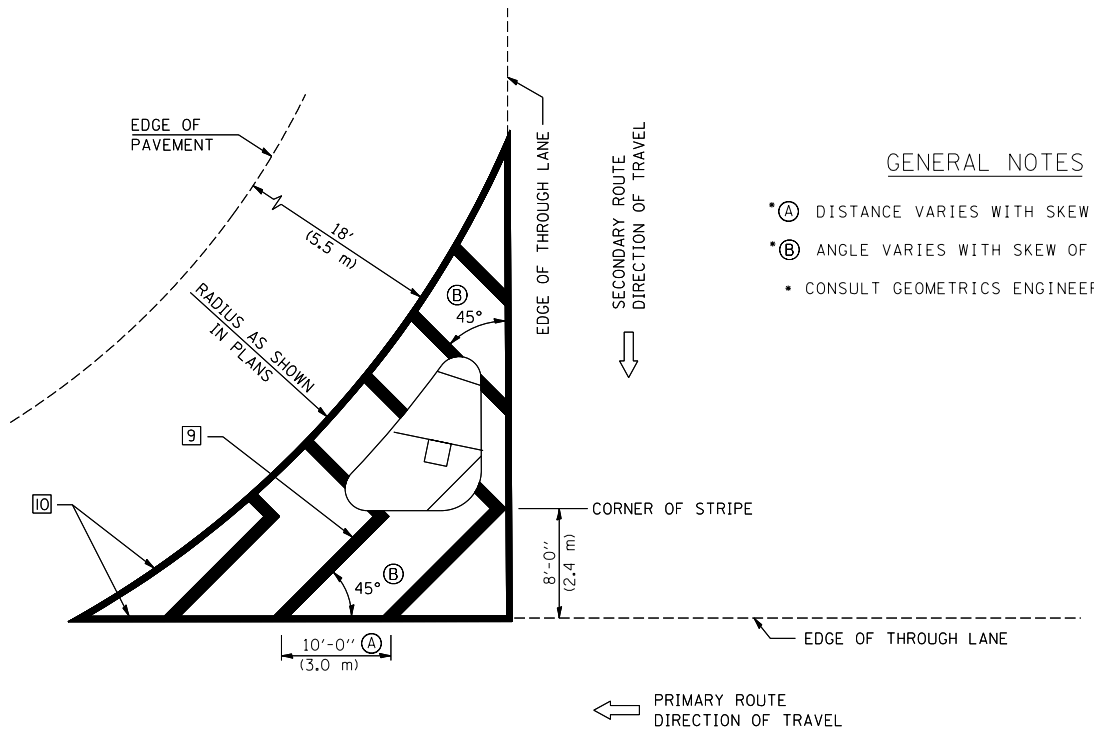 EDGE OF
PAVEMENT
18'
(5.5 m)
RADIUS AS SHOWN
IN PLANS
9
10
B
45°
EDGE OF THROUGH LANE
SECONDARY ROUTE
DIRECTION OF TRAVEL
GENERAL NOTES
*A DISTANCE VARIES WITH SKEW
*B ANGLE VARIES WITH SKEW OF
* CONSULT GEOMETRICS ENGINEER
CORNER OF STRIPE
8'-0"
(2.4 m)
45° B
10'-0" A
(3.0 m)
EDGE OF THROUGH LANE
PRIMARY ROUTE
DIRECTION OF TRAVEL